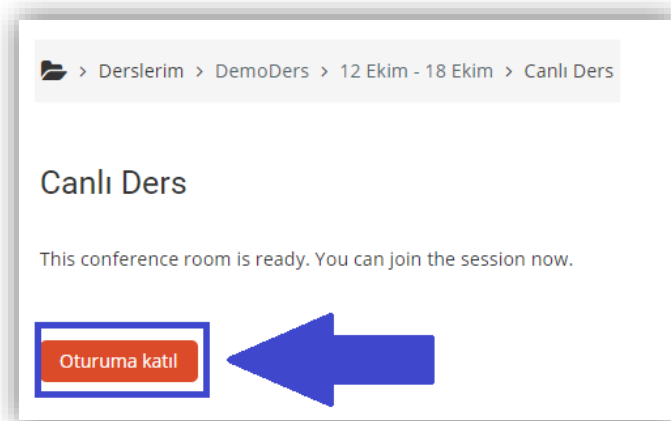 > Derslerim > DemoDers > 12 Ekim - 18 Ekim > Canlı Ders
Canlı Ders
This conference room is ready. You can join the session now.
Oturuma katıl